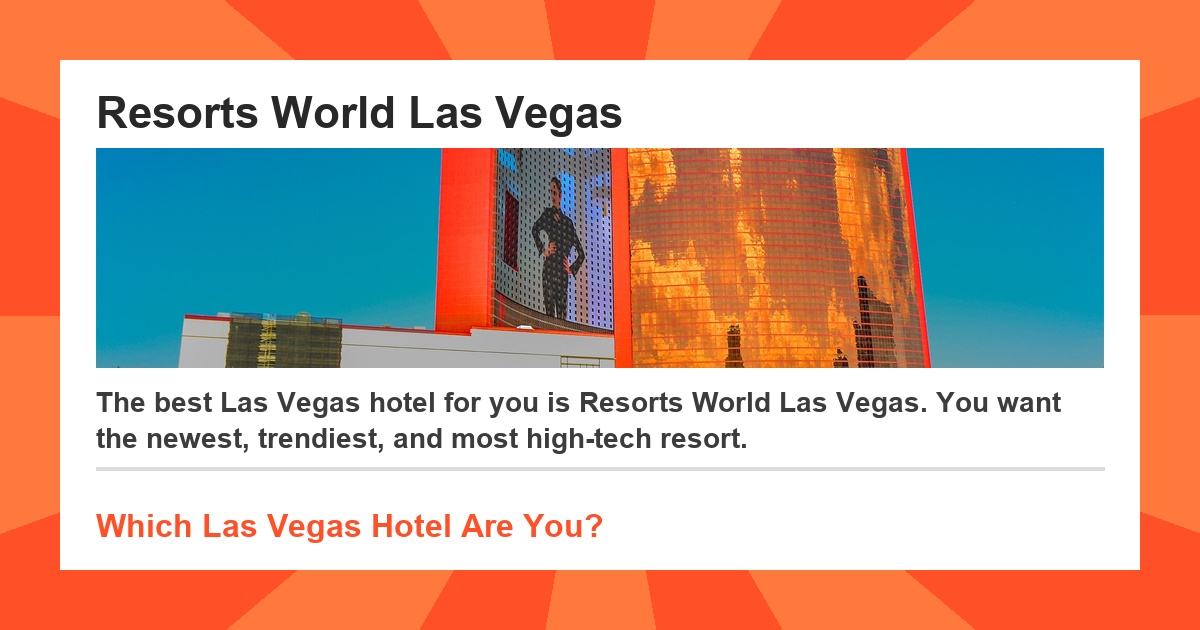 Resorts World Las Vegas
The best Las Vegas hotel for you is Resorts World Las Vegas. You want
the newest, trendiest, and most high-tech resort.
Which Las Vegas Hotel Are You?